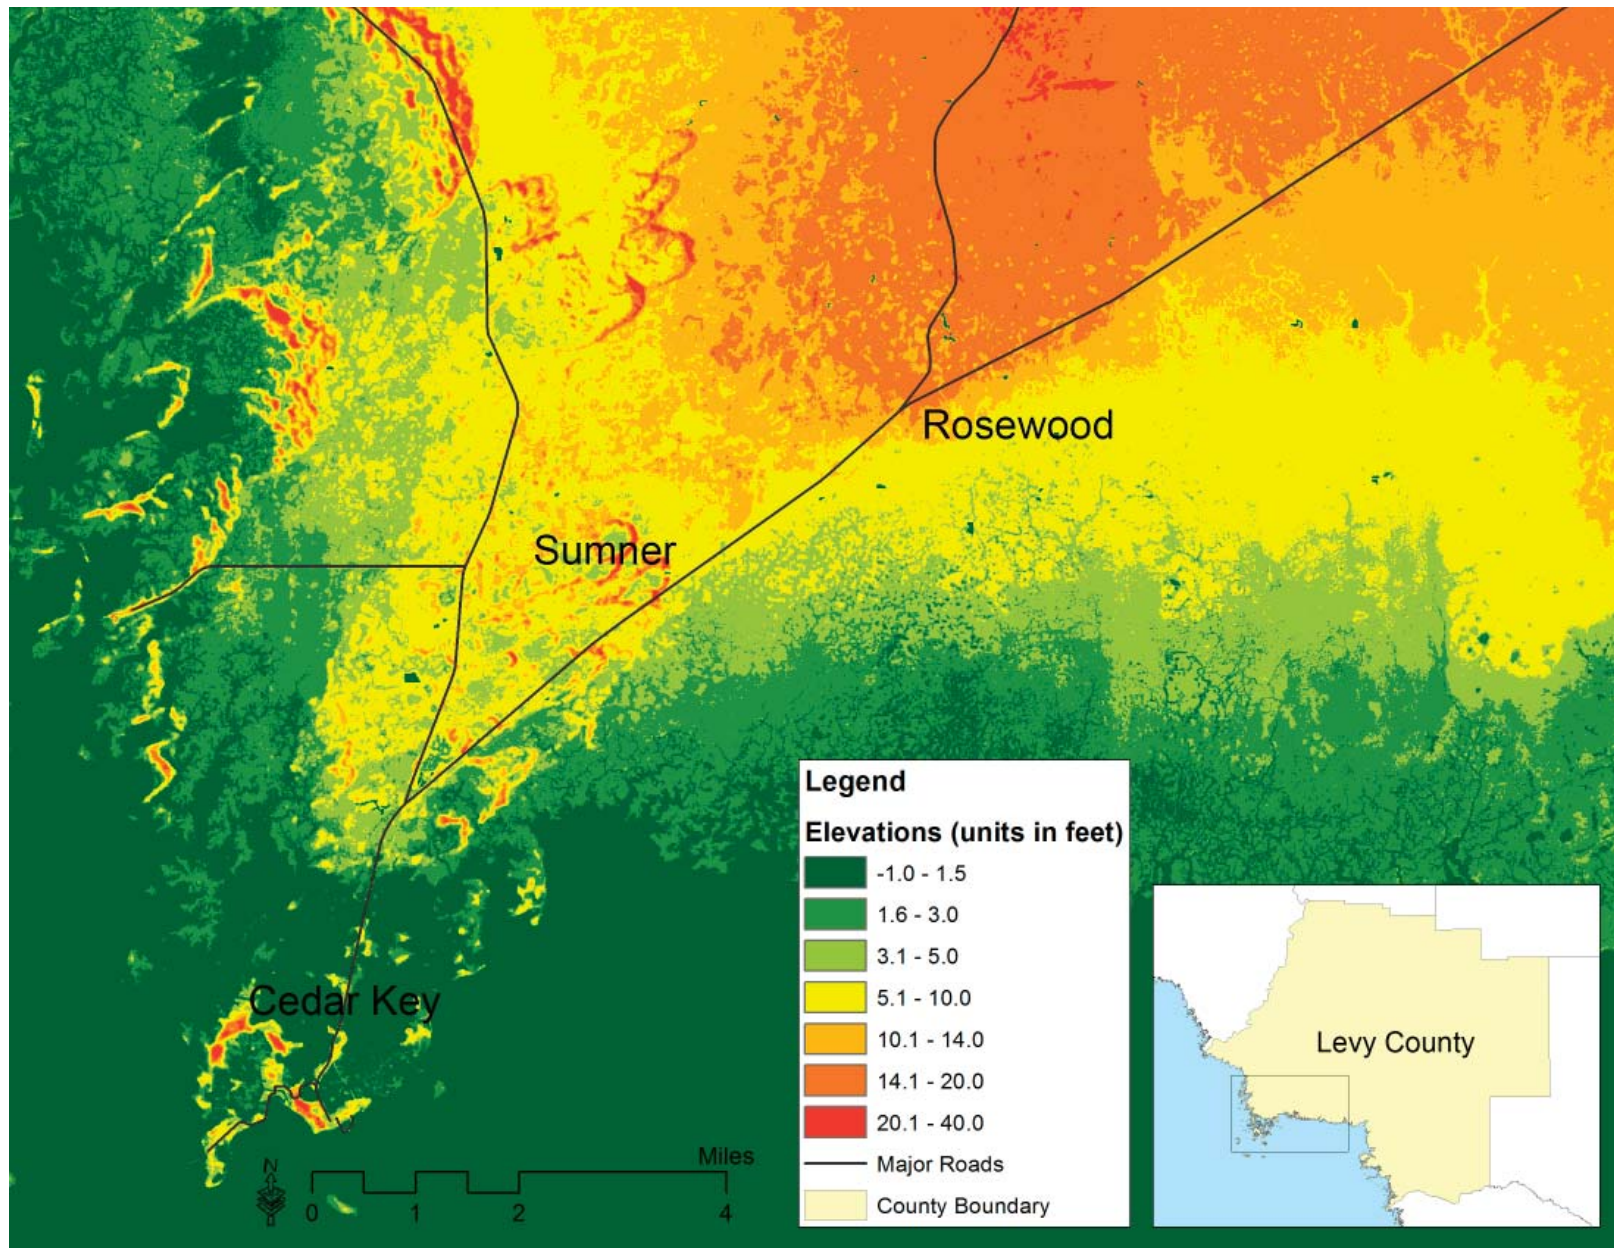 Rosewood
Sumner
Cedar Key
Legend
Elevations (units in feet)
-1.0 - 1.5
1.6 - 3.0
3.1 - 5.0
5.1 - 10.0
10.1 - 14.0
14.1 - 20.0
20.1 - 40.0
Major Roads
County Boundary
Levy County
Miles
N
0 1 2 4